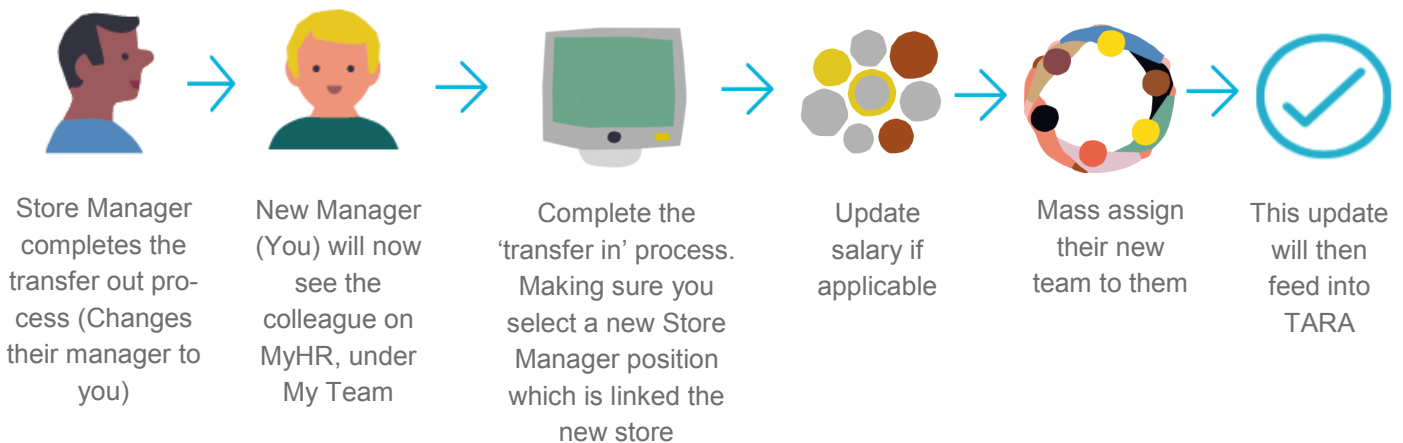 Store Manager
completes the
transfer out pro-
cess (Changes
their manager to
you)
New Manager
(You) will now
see the
colleague on
MyHR, under
My Team
Complete the
‘transfer in’ process.
Making sure you
select a new Store
Manager position
which is linked the
new store
Update
salary if
applicable
Mass assign
their new
team to them
This update
will then
feed into
TARA